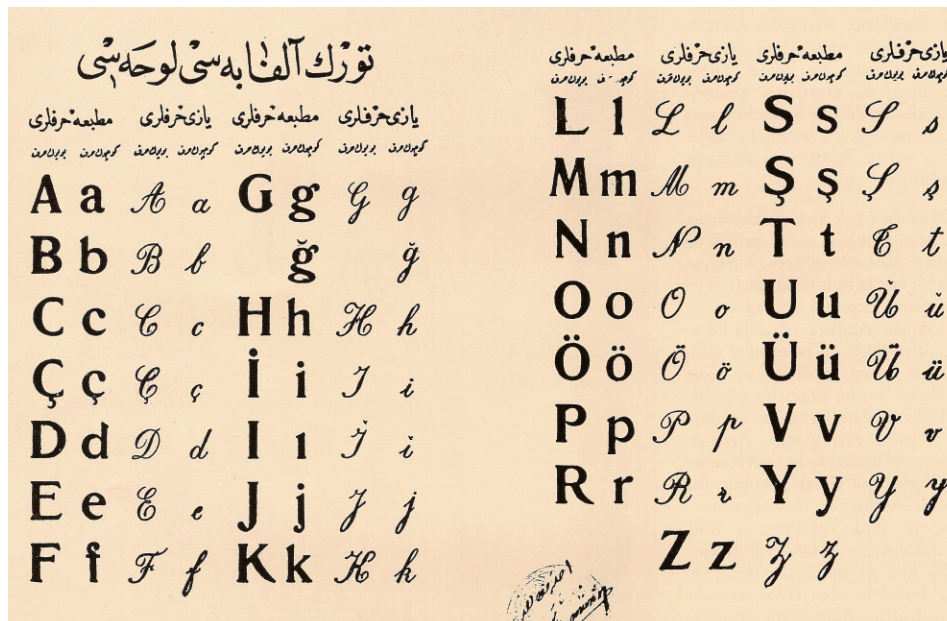 تورك آلفابه سی لوحه سی
مطبعه حرفلری یازی حرفلری مطبعه حرفلری یازی حرفلری
A a A a G g G g
B b B b ğ ğ
C c C c H h H h
Ç ç Ç ç İ i I i
D d D d I ı Ǐ ǐ
E e E e J j J j
F f F f K k K k
مطبعه حرفلری یازی حرفلری مطبعه حرفلری یازی حرفلری
L l L l S s S s
M m M m Ş ş Ş ş
N n N n T t T t
O o O o U u Ŭ ŭ
Ö ö Ö ö Ü ü Ü ü
P p P p V v V v
R r R r Y y Y y
Z z Z z